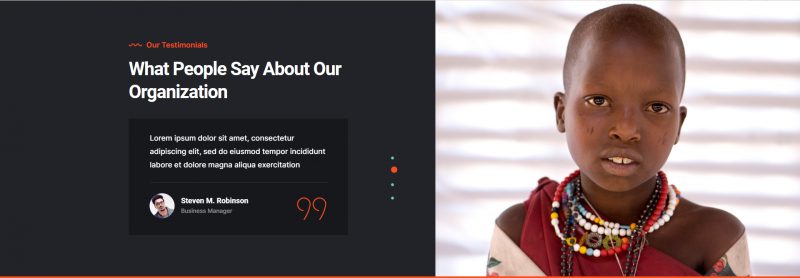 Our Testimonials
What People Say About Our
Organization
Lorem ipsum dolor sit amet, consectetur
adipiscing elit, sed do eiusmod tempor incididunt
labore et dolore magna aliqua exercitation
Steven M. Robinson
Business Manager